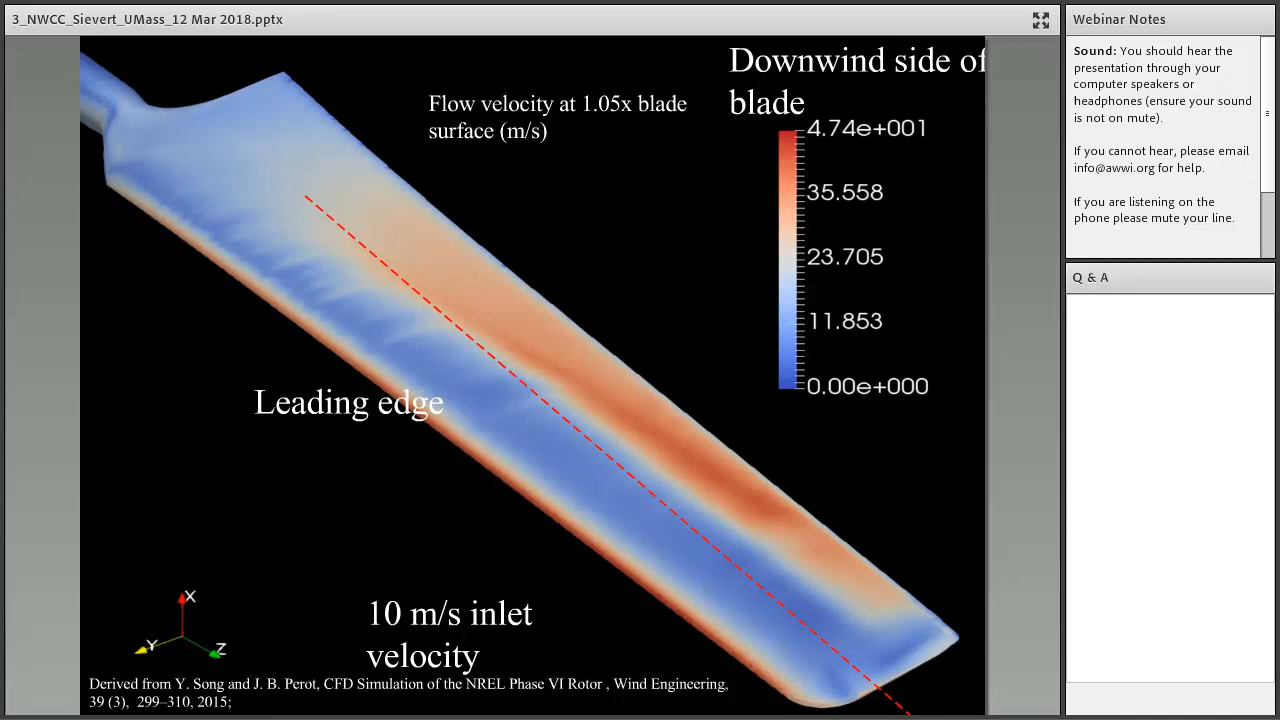 3_NWCC_Sievert_UMass_12 Mar 2018.pptx
Flow velocity at 1.05x blade
surface (m/s)
Downwind side of
blade
4.74e+001
35.558
23.705
11.853
0.00e+000
Leading edge
X
Y
Z
10 m/s inlet
velocity
Derived from Y. Song and J. B. Perot, CFD Simulation of the NREL Phase VI Rotor , Wind Engineering,
39 (3), 299–310, 2015;
Webinar Notes
Sound: You should hear the
presentation through your
computer speakers or
headphones (ensure your sound
is not on mute).
If you cannot hear, please email
info@awwi.org for help.
If you are listening on the
phone please mute your line
Q & A